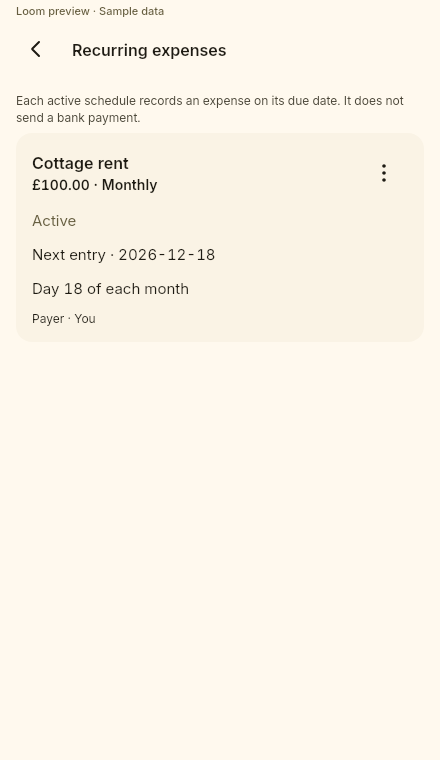 Loom preview · Sample data
Recurring expenses
Each active schedule records an expense on its due date. It does not
send a bank payment.
Cottage rent
£100.00 · Monthly
Active
Next entry · 2026-12-18
Day 18 of each month
Payer · You